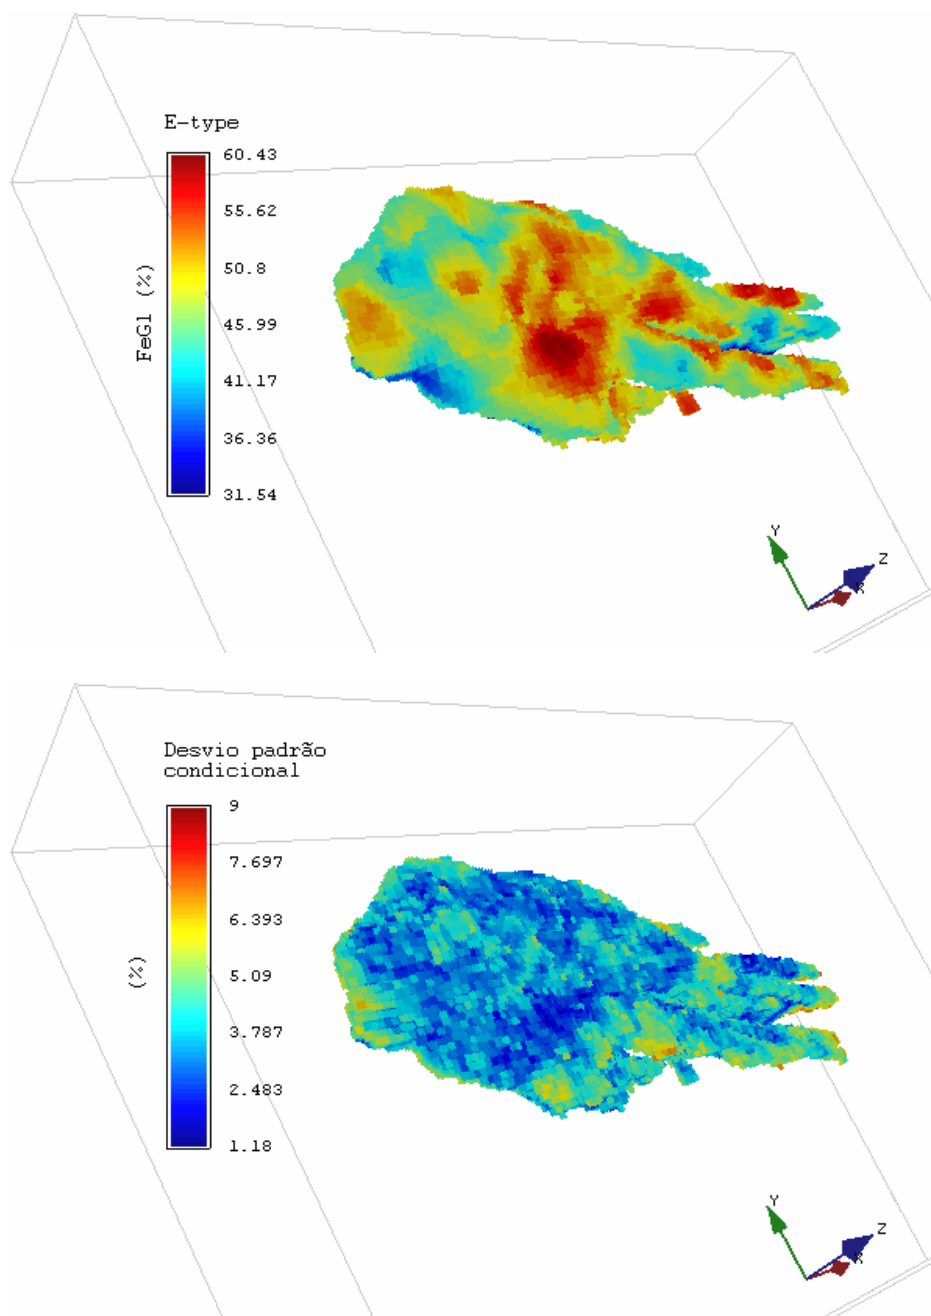 E-type
60.43
55.62
50.8
45.99
41.17
36.36
31.54
FeGl (%)
Y
Z
X
Desvio padrão
condicional
9
7.697
6.393
5.09
3.787
2.483
1.18
(%)
Y
Z
X